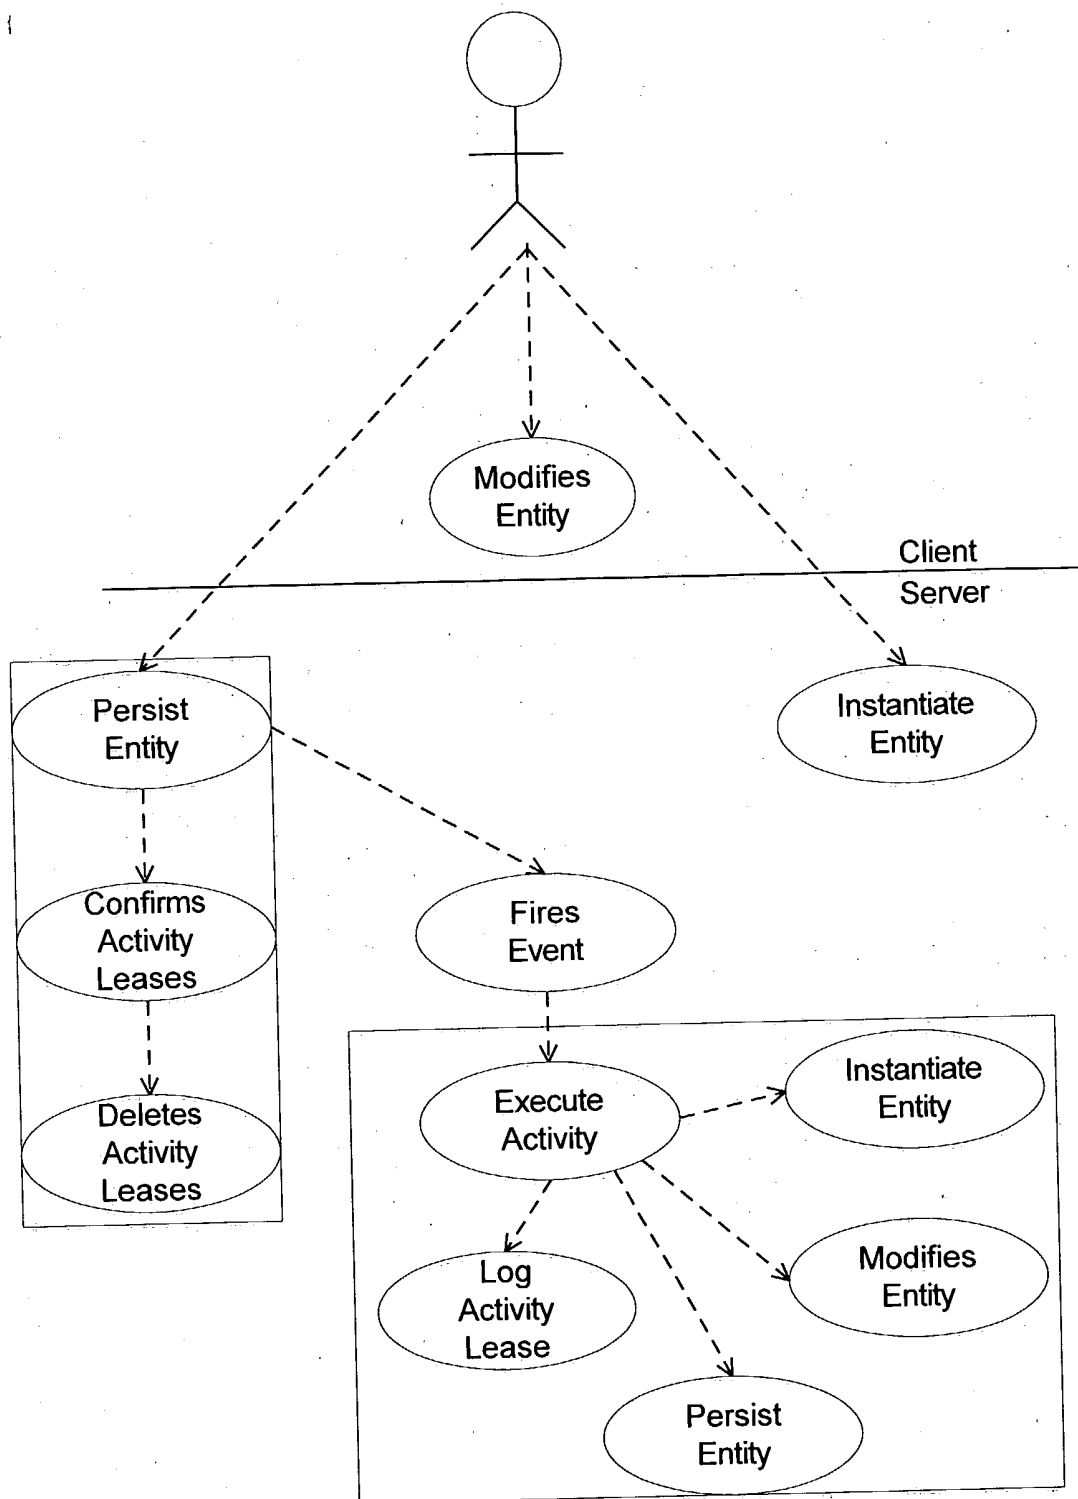 Modifies
Entity
Client
Server
Persist
Entity
Instantiate
Entity
Confirms
Activity
Leases
Fires
Event
Deletes
Activity
Leases
Execute
Activity
Instantiate
Entity
Log
Activity
Lease
Modifies
Entity
Persist
Entity